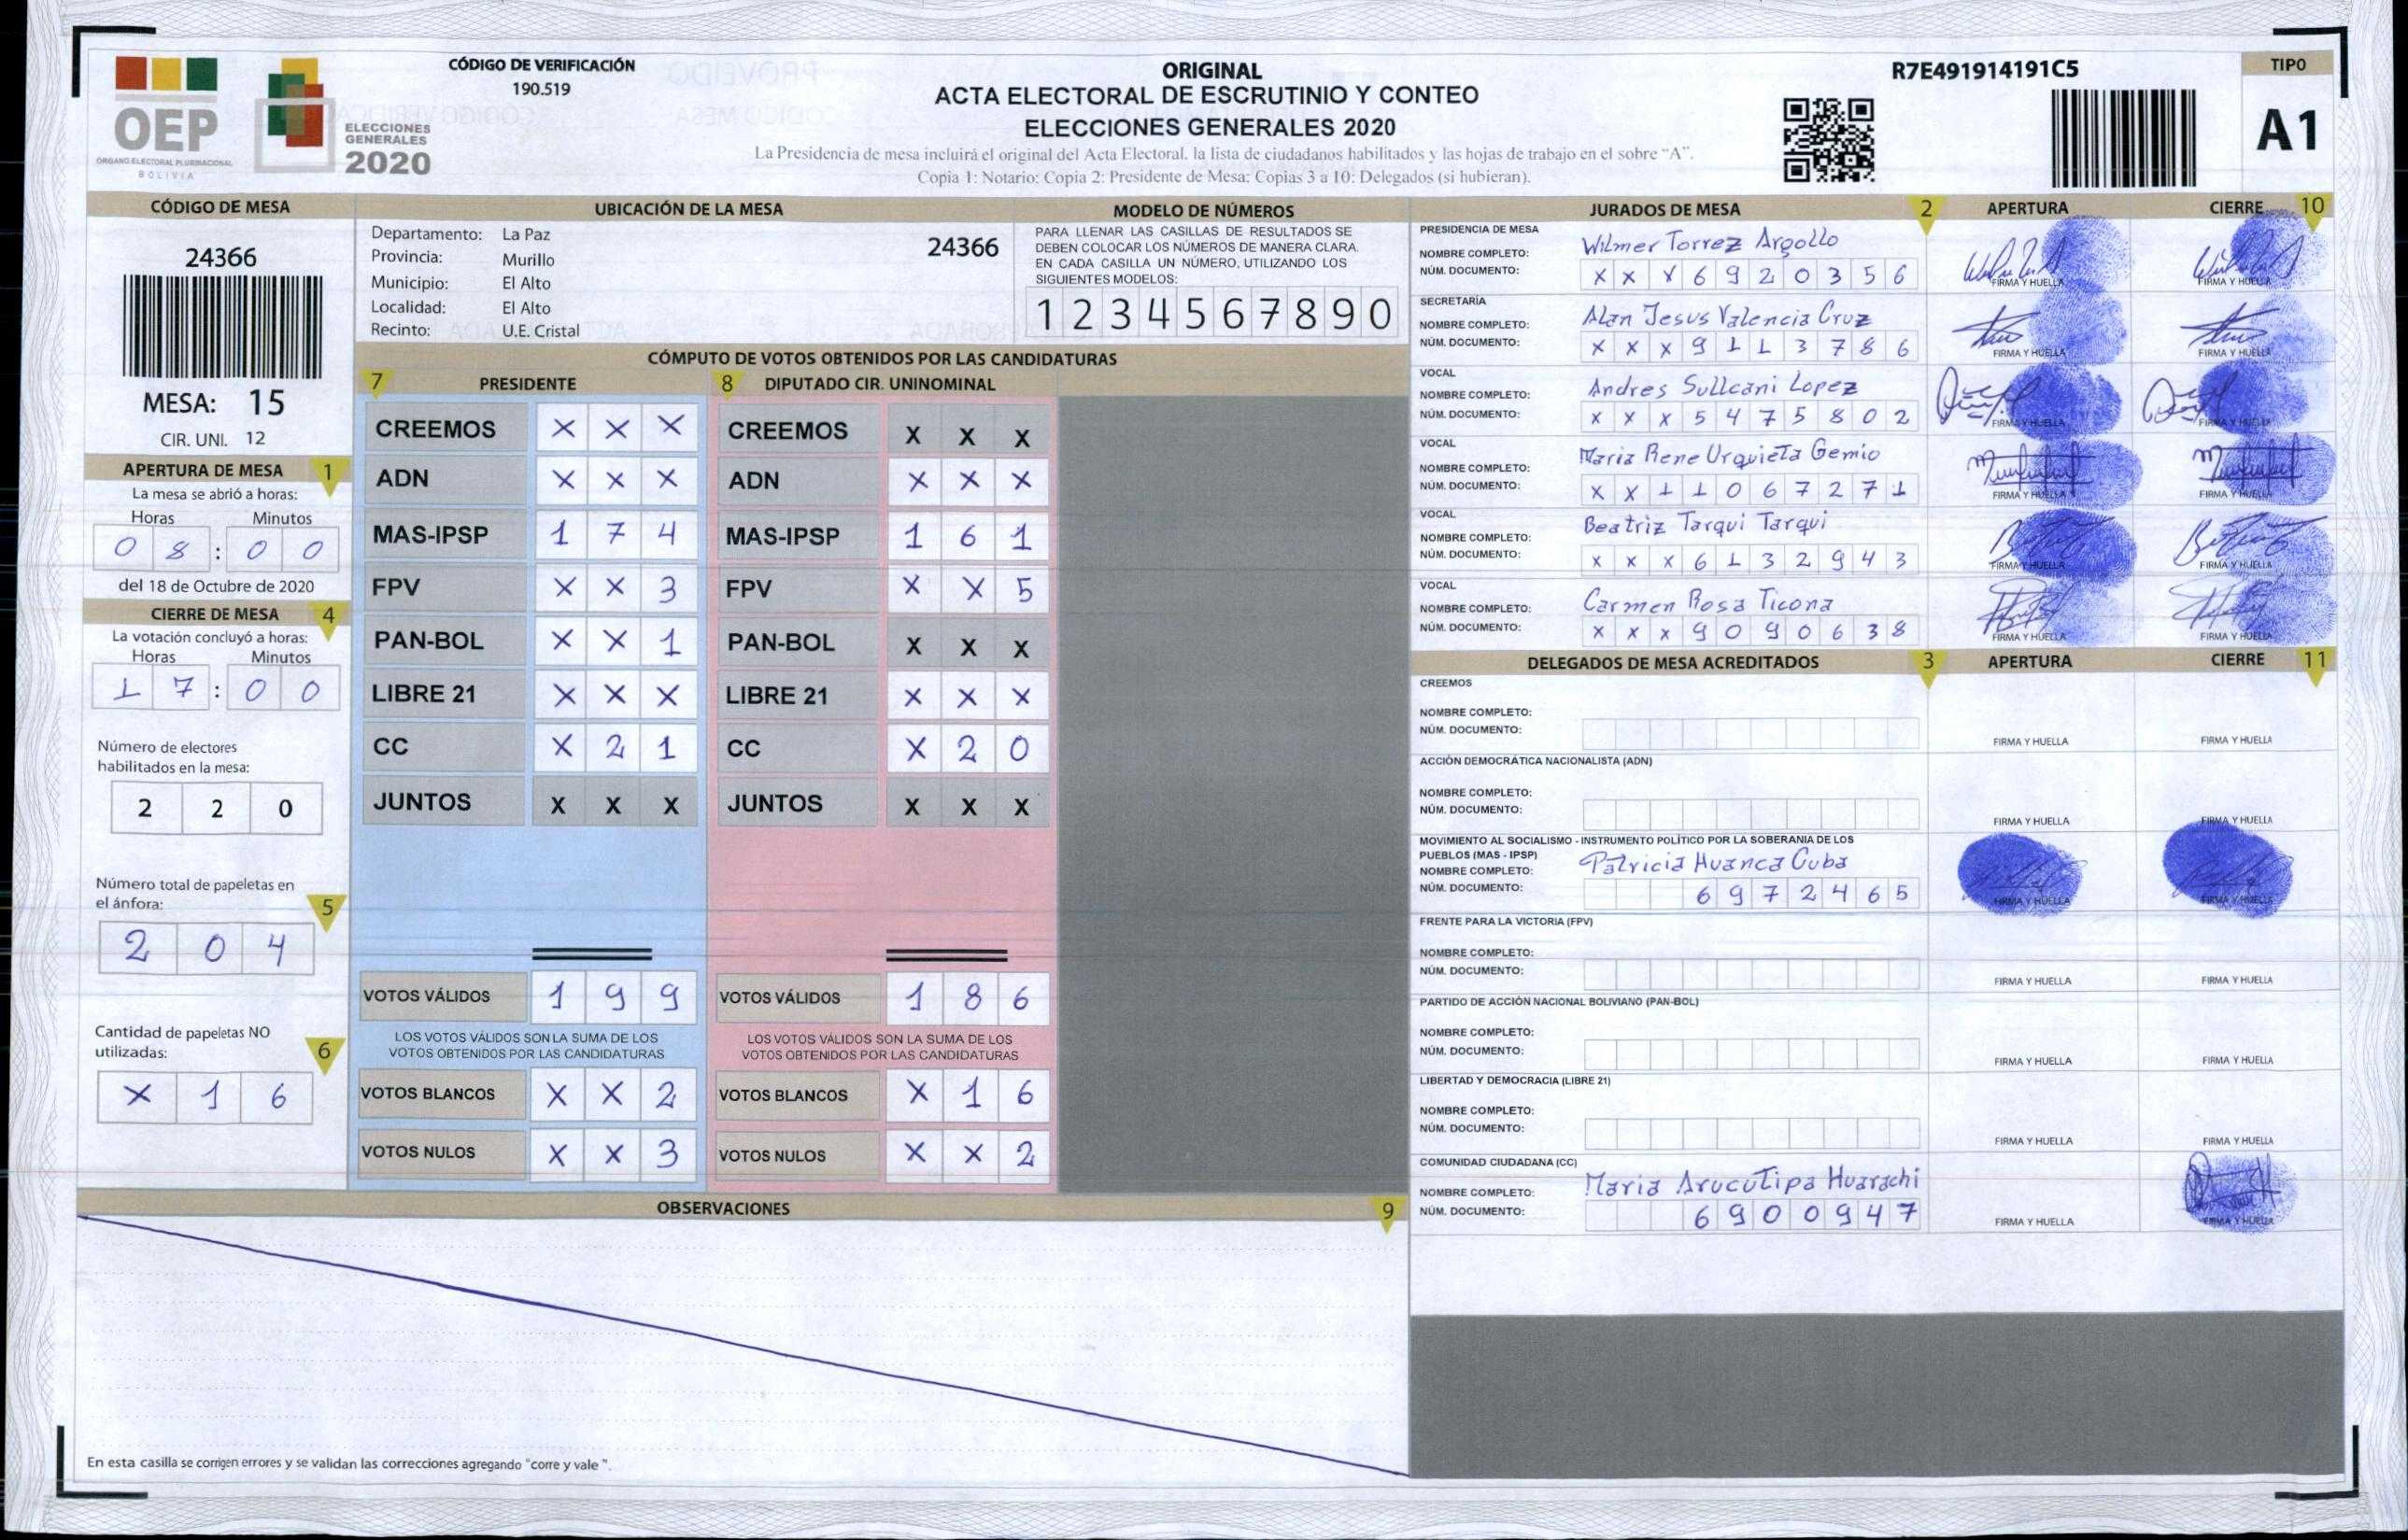 OEP
ÓRGANO ELECTORAL PLURINACIONAL
BOLIVIA
ELECCIONES
GENERALES
2020
CÓDIGO DE VERIFICACIÓN
190.519
ORIGINAL
ACTA ELECTORAL DE ESCRUTINIO Y CONTEO
ELECCIONES GENERALES 2020
La Presidencia de mesa incluirá el original del Acta Electoral, la lista de ciudadanos habilitados y las hojas de trabajo en el sobre "A".
Copia 1: Notario; Copia 2: Presidente de Mesa; Copias 3 a 10: Delegados (si hubieran).
R7E491914191C5
TIPO
A1
CÓDIGO DE MESA
24366
MESA: 15
CIR. UNI. 12
APERTURA DE MESA 1
La mesa se abrió a horas:
Horas Minutos
0 8 : 0 0
del 18 de Octubre de 2020
CIERRE DE MESA 4
La votación concluyó a horas:
Horas Minutos
1 7 : 0 0
Número de electores
habilitados en la mesa:
2 2 0
Número total de papeletas en
el ánfora: 5
2 0 4
Cantidad de papeletas NO
utilizadas: 6
X 1 6
UBICACIÓN DE LA MESA
Departamento: La Paz
24366
Provincia: Murillo
Municipio: El Alto
Localidad: El Alto
Recinto: U.E. Cristal
MODELO DE NÚMEROS
PARA LLENAR LAS CASILLAS DE RESULTADOS SE
DEBEN COLOCAR LOS NÚMEROS DE MANERA CLARA.
EN CADA CASILLA UN NÚMERO, UTILIZANDO LOS
SIGUIENTES MODELOS:
1 2 3 4 5 6 7 8 9 0
CÓMPUTO DE VOTOS OBTENIDOS POR LAS CANDIDATURAS
7 PRESIDENTE
CREEMOS X X X
ADN X X X
MAS-IPSP 1 7 4
FPV X X 3
PAN-BOL X X 1
LIBRE 21 X X X
CC X 2 1
JUNTOS X X X
VOTOS VÁLIDOS 1 9 9
LOS VOTOS VÁLIDOS SON LA SUMA DE LOS
VOTOS OBTENIDOS POR LAS CANDIDATURAS
VOTOS BLANCOS X X 2
VOTOS NULOS X X 3
8 DIPUTADO CIR. UNINOMINAL
CREEMOS X X X
ADN X X X
MAS-IPSP 1 6 1
FPV X X 5
PAN-BOL X X X
LIBRE 21 X X X
CC X 2 0
JUNTOS X X X
VOTOS VÁLIDOS 1 8 6
LOS VOTOS VÁLIDOS SON LA SUMA DE LOS
VOTOS OBTENIDOS POR LAS CANDIDATURAS
VOTOS BLANCOS X 1 6
VOTOS NULOS X X 2
OBSERVACIONES 9
En esta casilla se corrigen errores y se validan las correcciones agregando "corre y vale ".
JURADOS DE MESA 2 APERTURA CIERRE 10
PRESIDENCIA DE MESA
NOMBRE COMPLETO: Wilmer Torrez Argollo
NÚM. DOCUMENTO: X X X 6 9 2 0 3 5 6
FIRMA Y HUELLA FIRMA Y HUELLA
SECRETARÍA
NOMBRE COMPLETO: Alan Jesus Valencia Cruz
NÚM. DOCUMENTO: X X X 9 1 1 3 7 8 6
FIRMA Y HUELLA FIRMA Y HUELLA
VOCAL
NOMBRE COMPLETO: Andres Sullcani Lopez
NÚM. DOCUMENTO: X X X 5 4 7 5 8 0 2
FIRMA Y HUELLA FIRMA Y HUELLA
VOCAL
NOMBRE COMPLETO: Maria Rene Urquieta Gemio
NÚM. DOCUMENTO: X X 1 1 0 6 7 2 7 1
FIRMA Y HUELLA FIRMA Y HUELLA
VOCAL
NOMBRE COMPLETO: Beatriz Tarqui Tarqui
NÚM. DOCUMENTO: X X X 6 1 3 2 9 4 3
FIRMA Y HUELLA FIRMA Y HUELLA
VOCAL
NOMBRE COMPLETO: Carmen Rosa Ticona
NÚM. DOCUMENTO: X X X 9 0 9 0 6 3 8
FIRMA Y HUELLA FIRMA Y HUELLA
DELEGADOS DE MESA ACREDITADOS 3 APERTURA CIERRE 11
CREEMOS
NOMBRE COMPLETO:
NÚM. DOCUMENTO:
FIRMA Y HUELLA FIRMA Y HUELLA
ACCIÓN DEMOCRÁTICA NACIONALISTA (ADN)
NOMBRE COMPLETO:
NÚM. DOCUMENTO:
FIRMA Y HUELLA FIRMA Y HUELLA
MOVIMIENTO AL SOCIALISMO - INSTRUMENTO POLÍTICO POR LA SOBERANIA DE LOS
PUEBLOS (MAS - IPSP)
NOMBRE COMPLETO: Patricia Huanca Cuba
NÚM. DOCUMENTO: 6 9 7 2 4 6 5
FIRMA Y HUELLA FIRMA Y HUELLA
FRENTE PARA LA VICTORIA (FPV)
NOMBRE COMPLETO:
NÚM. DOCUMENTO:
FIRMA Y HUELLA FIRMA Y HUELLA
PARTIDO DE ACCIÓN NACIONAL BOLIVIANO (PAN-BOL)
NOMBRE COMPLETO:
NÚM. DOCUMENTO:
FIRMA Y HUELLA FIRMA Y HUELLA
LIBERTAD Y DEMOCRACIA (LIBRE 21)
NOMBRE COMPLETO:
NÚM. DOCUMENTO:
FIRMA Y HUELLA FIRMA Y HUELLA
COMUNIDAD CIUDADANA (CC)
NOMBRE COMPLETO: Maria Arucutipa Huarachi
NÚM. DOCUMENTO: 6 9 0 0 9 4 7
FIRMA Y HUELLA FIRMA Y HUELLA